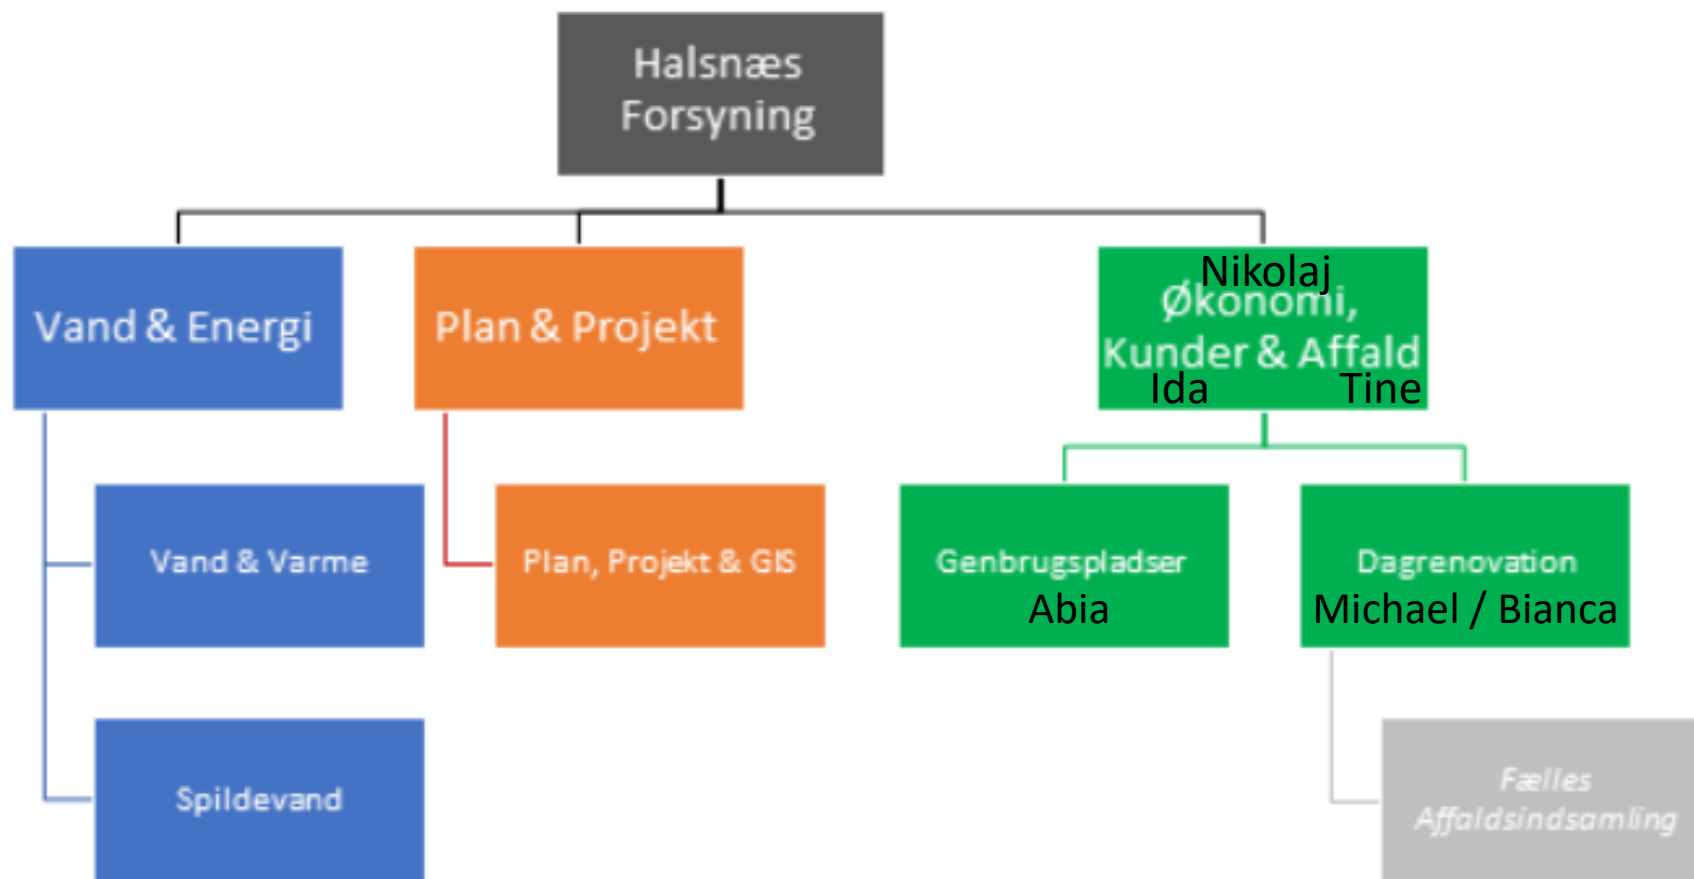 Halsnæs
Forsyning
Vand & Energi
Plan & Projekt
Nikolaj
Økonomi,
Kunder & Affald
Ida
Tine
Vand & Varme
Plan, Projekt & GIS
Genbrugspladser
Abia
Dagrenovation
Michael / Bianca
Spildevand
Fælles
Affaldsindsamling